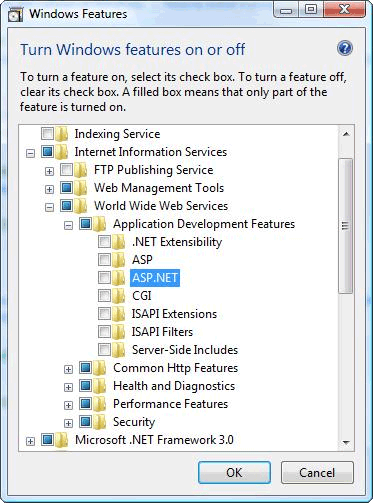 Windows Features
Turn Windows features on or off
To turn a feature on, select its check box. To turn a feature off,
clear its check box. A filled box means that only part of the
feature is turned on.
Indexing Service
Internet Information Services
FTP Publishing Service
Web Management Tools
World Wide Web Services
Application Development Features
.NET Extensibility
ASP
ASP.NET
CGI
ISAPI Extensions
ISAPI Filters
Server-Side Includes
Common Http Features
Health and Diagnostics
Performance Features
Security
Microsoft .NET Framework 3.0
OK Cancel